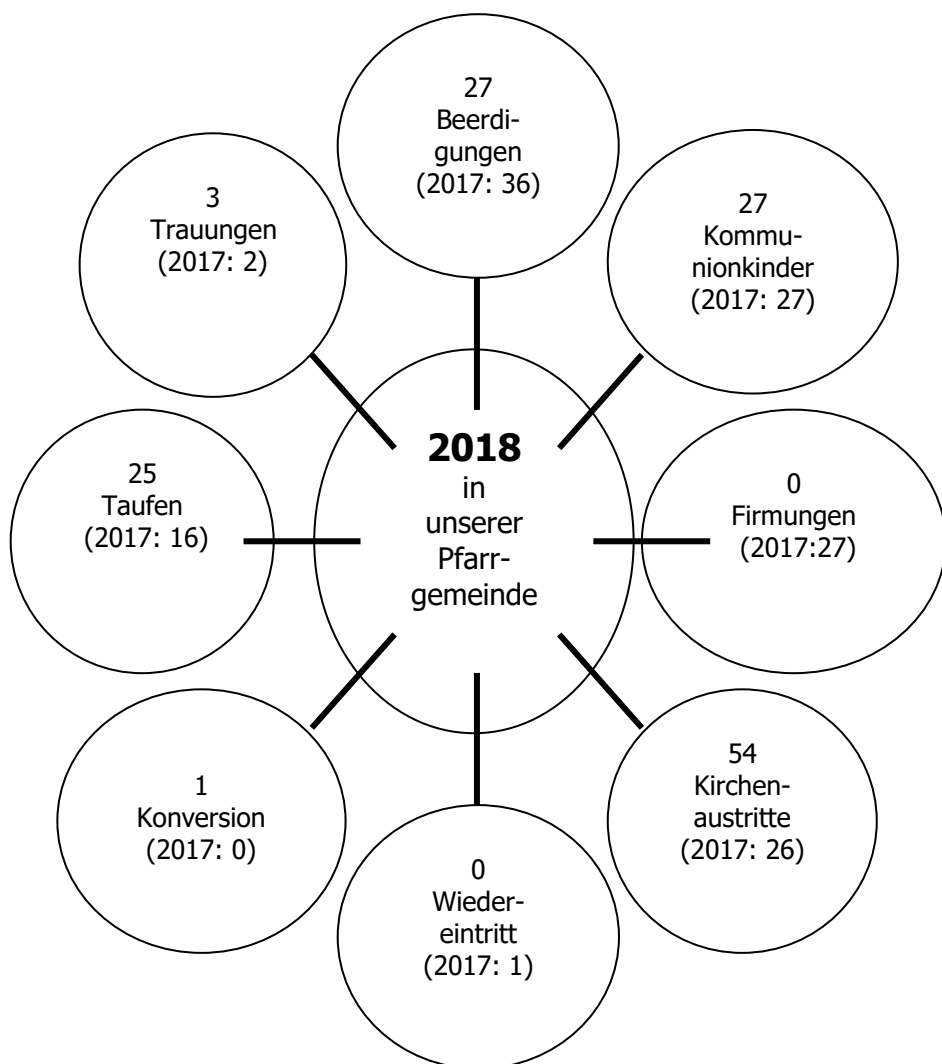 27
Beerdi-
gungen
(2017: 36)
3
Trauungen
(2017: 2)
27
Kommu-
nionkinder
(2017: 27)
2018
in
unserer
Pfarr-
gemeinde
25
Taufen
(2017: 16)
0
Firmungen
(2017:27)
1
Konversion
(2017: 0)
54
Kirchen-
austritte
(2017: 26)
0
Wieder-
eintritt
(2017: 1)